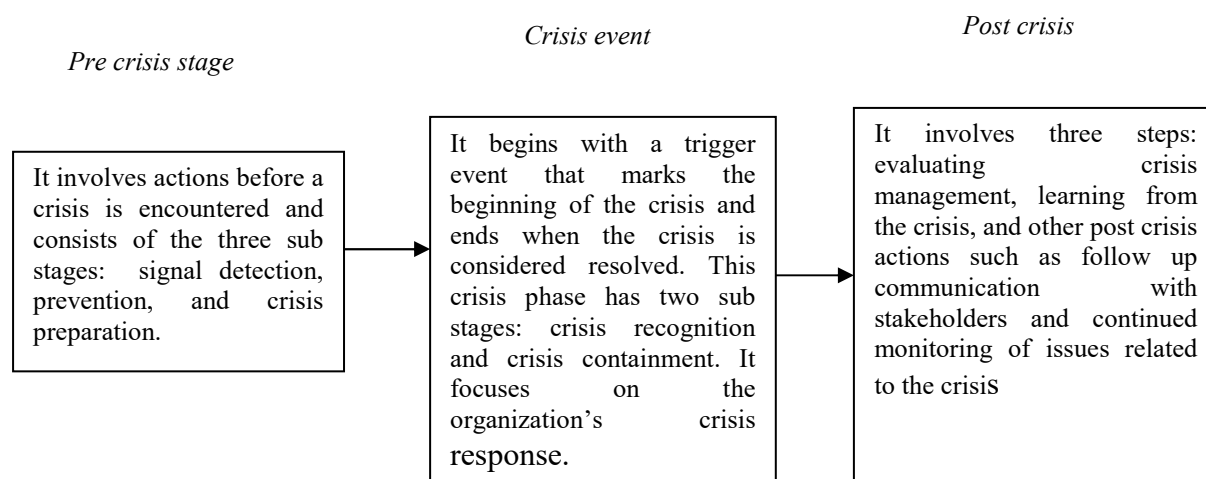 Pre crisis stage
It involves actions before a
crisis is encountered and
consists of the three sub
stages: signal detection,
prevention, and crisis
preparation.
Crisis event
It begins with a trigger
event that marks the
beginning of the crisis and
ends when the crisis is
considered resolved. This
crisis phase has two sub
stages: crisis recognition
and crisis containment. It
focuses on the
organization’s crisis
response.
Post crisis
It involves three steps:
evaluating crisis
management, learning from
the crisis, and other post crisis
actions such as follow up
communication with
stakeholders and continued
monitoring of issues related
to the crisis